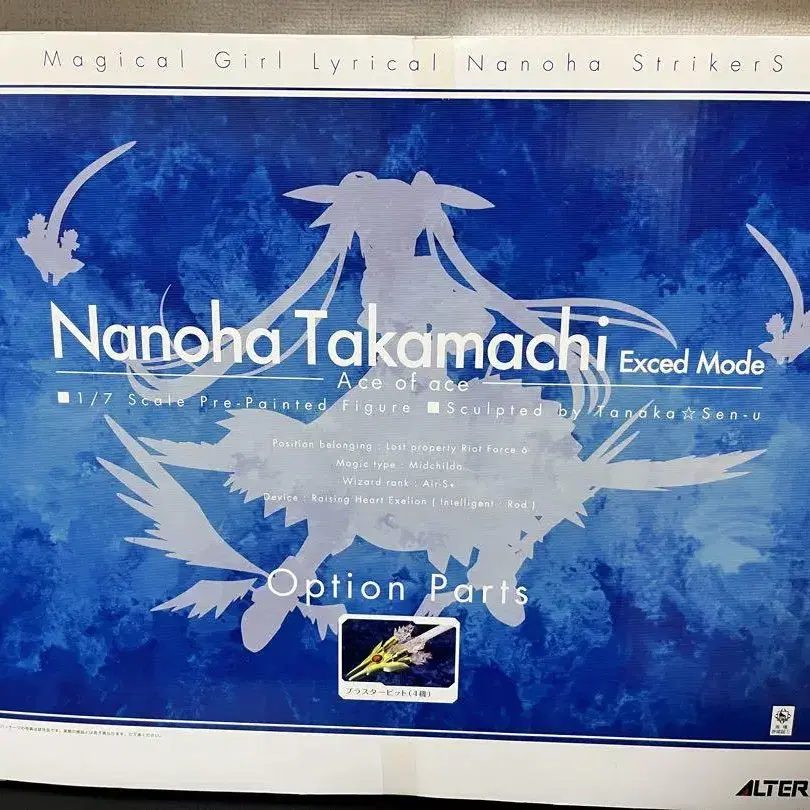 Magical Girl Lyrical Nanoha StrikerS
Nanoha Takamachi Exced Mode
Ace of ace
■1/7 Scale Pre-Painted Figure ■Sculpted by Tanaka☆Sen-u
Position belonging : Lost property Riot Force 6
Magic type : Midchilda
Wizard rank : Air-S+
Device : Raising Heart Exelion ( Intelligent : Rod )
Option Parts
ブラスタービット(4機)
ALTER